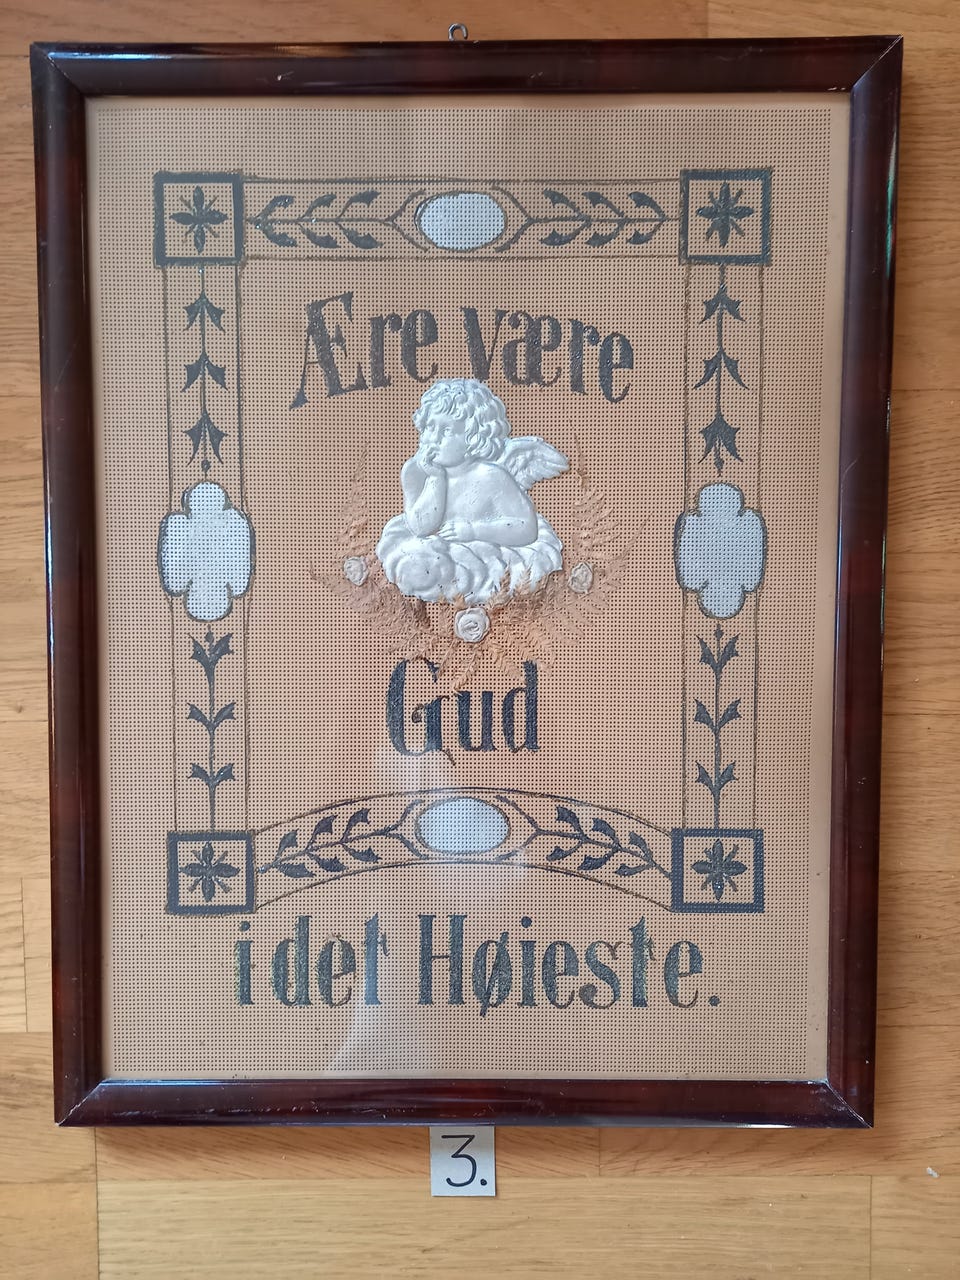 Ære være
Gud
i det Høieste.
3.